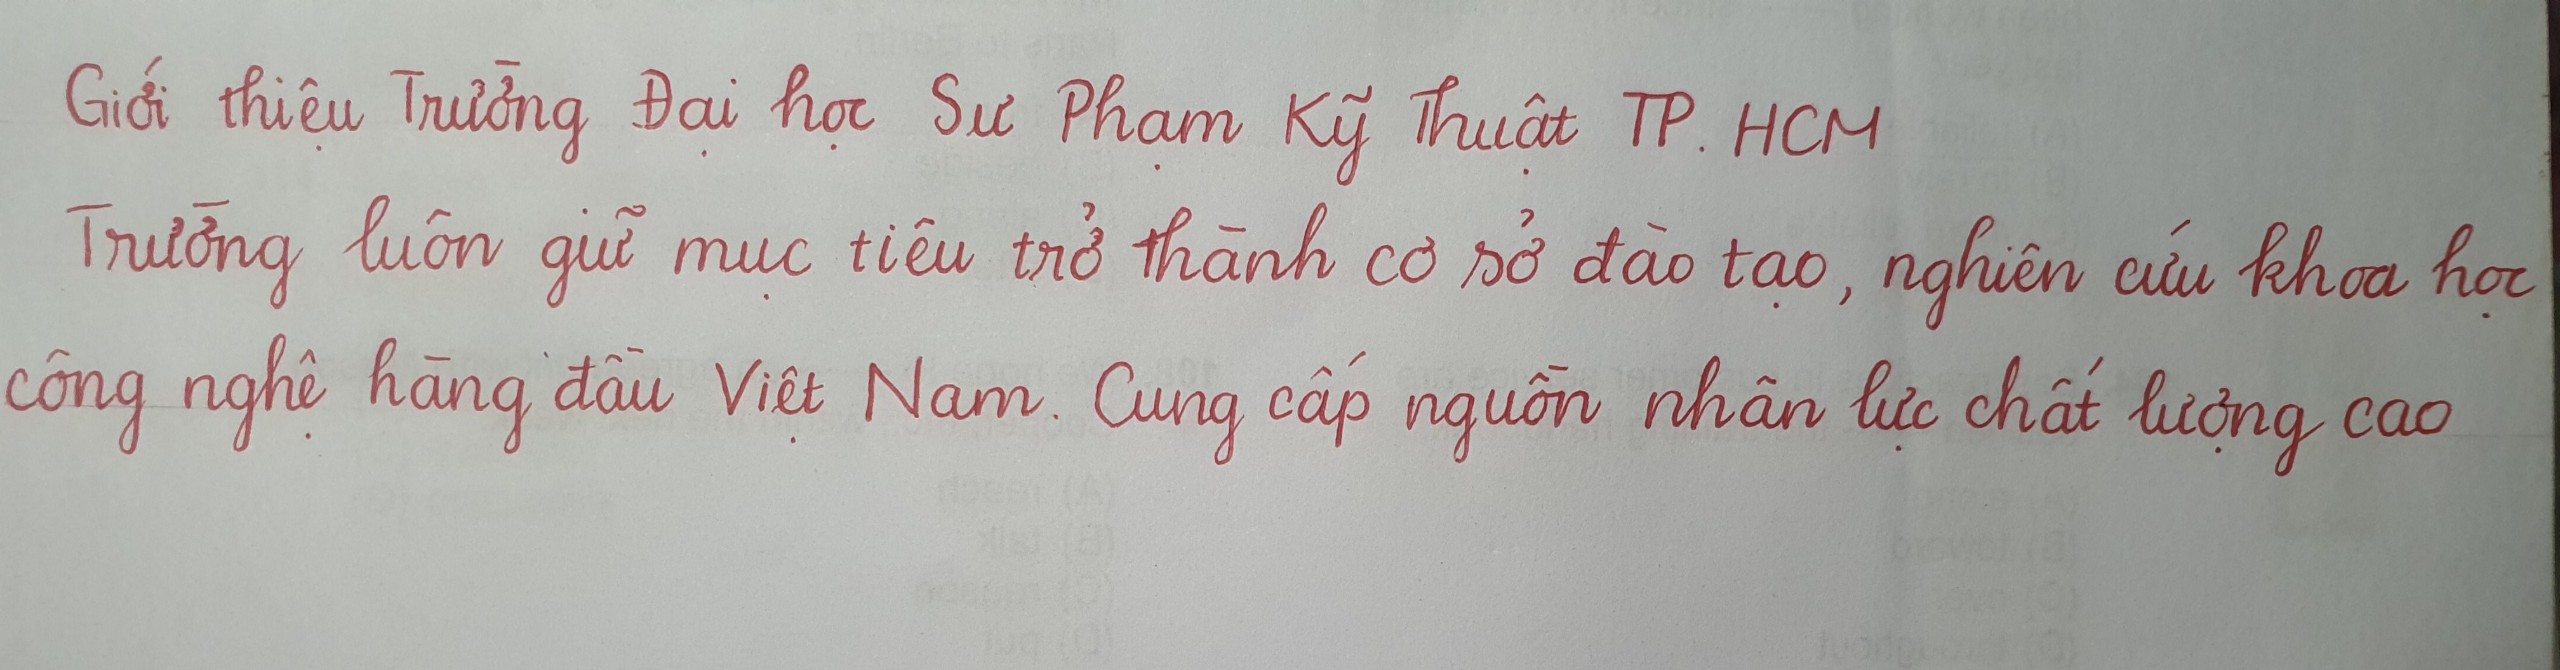 Giới thiệu Trường Đại học Sư Phạm Kỹ Thuật TP. HCM
Trường luôn giữ mục tiêu trở thành cơ sở đào tạo, nghiên cứu khoa học
công nghệ hàng đầu Việt Nam. Cung cấp nguồn nhân lực chất lượng cao